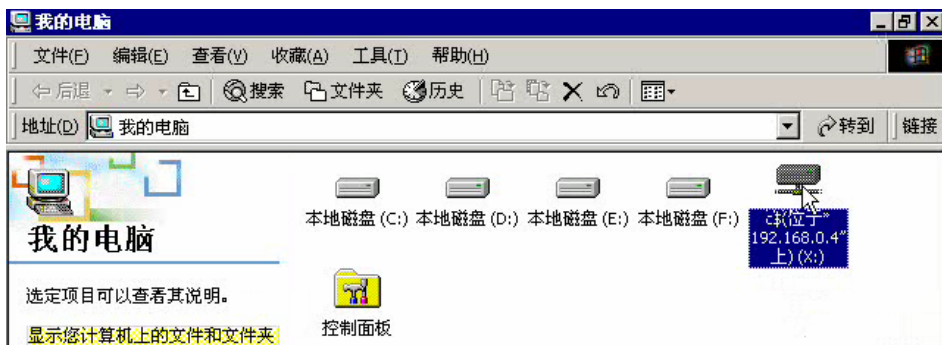 我的电脑
文件(F) 编辑(E) 查看(V) 收藏(A) 工具(T) 帮助(H)
后退 搜索 文件夹 历史
地址(D) 我的电脑 转到 链接
本地磁盘 (C:) 本地磁盘 (D:) 本地磁盘 (E:) 本地磁盘 (F:) c$(位于"
192.168.0.4"
上) (X:)
我的电脑
选定项目可以查看其说明。
控制面板
显示您计算机上的文件和文件夹